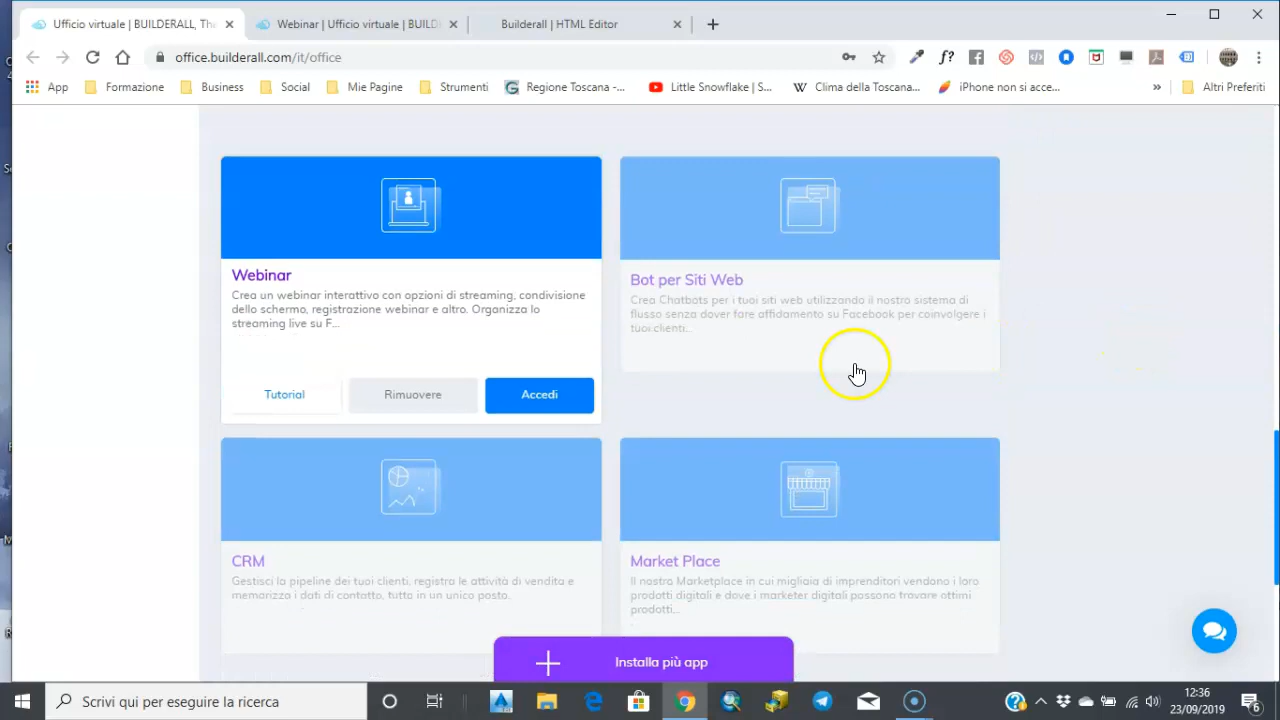 Ufficio virtuale | BUILDERALL, The
Webinar | Ufficio virtuale | BUILD
Builderall | HTML Editor
office.builderall.com/it/office
f?
App
Formazione
Business
Social
Mie Pagine
Strumenti
Regione Toscana -...
Little Snowflake | S...
W
Clima della Toscana...
iPhone non si acce...
»
Altri Preferiti
Webinar
Crea un webinar interattivo con opzioni di streaming, condivisione
dello schermo, registrazione webinar e altro. Organizza lo
streaming live su F...
Tutorial
Rimuovere
Accedi
Bot per Siti Web
Crea Chatbots per i tuoi siti web utilizzando il nostro sistema di
flusso senza dover fare affidamento su Facebook per coinvolgere i
tuoi clienti...
CRM
Gestisci la pipeline dei tuoi clienti, registra le attività di vendita e
memorizza i dati di contatto, tutto in un unico posto.
Market Place
Il nostro Marketplace in cui migliaia di imprenditori vendono i loro
prodotti digitali e dove i marketer digitali possono trovare ottimi
prodotti...
Installa più app
Scrivi qui per eseguire la ricerca
12:36
23/09/2019
6